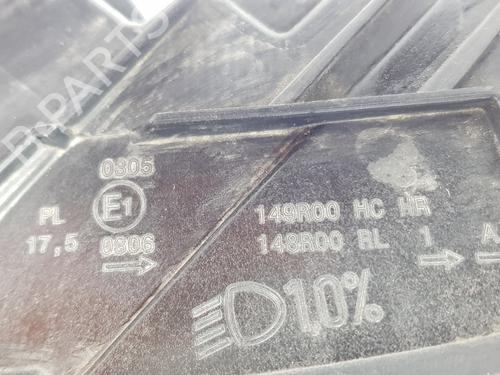 B-PARTS
0305
PL E1 149R00 HC HR
17,5 0806 148R00 RL 1 A
1,0%